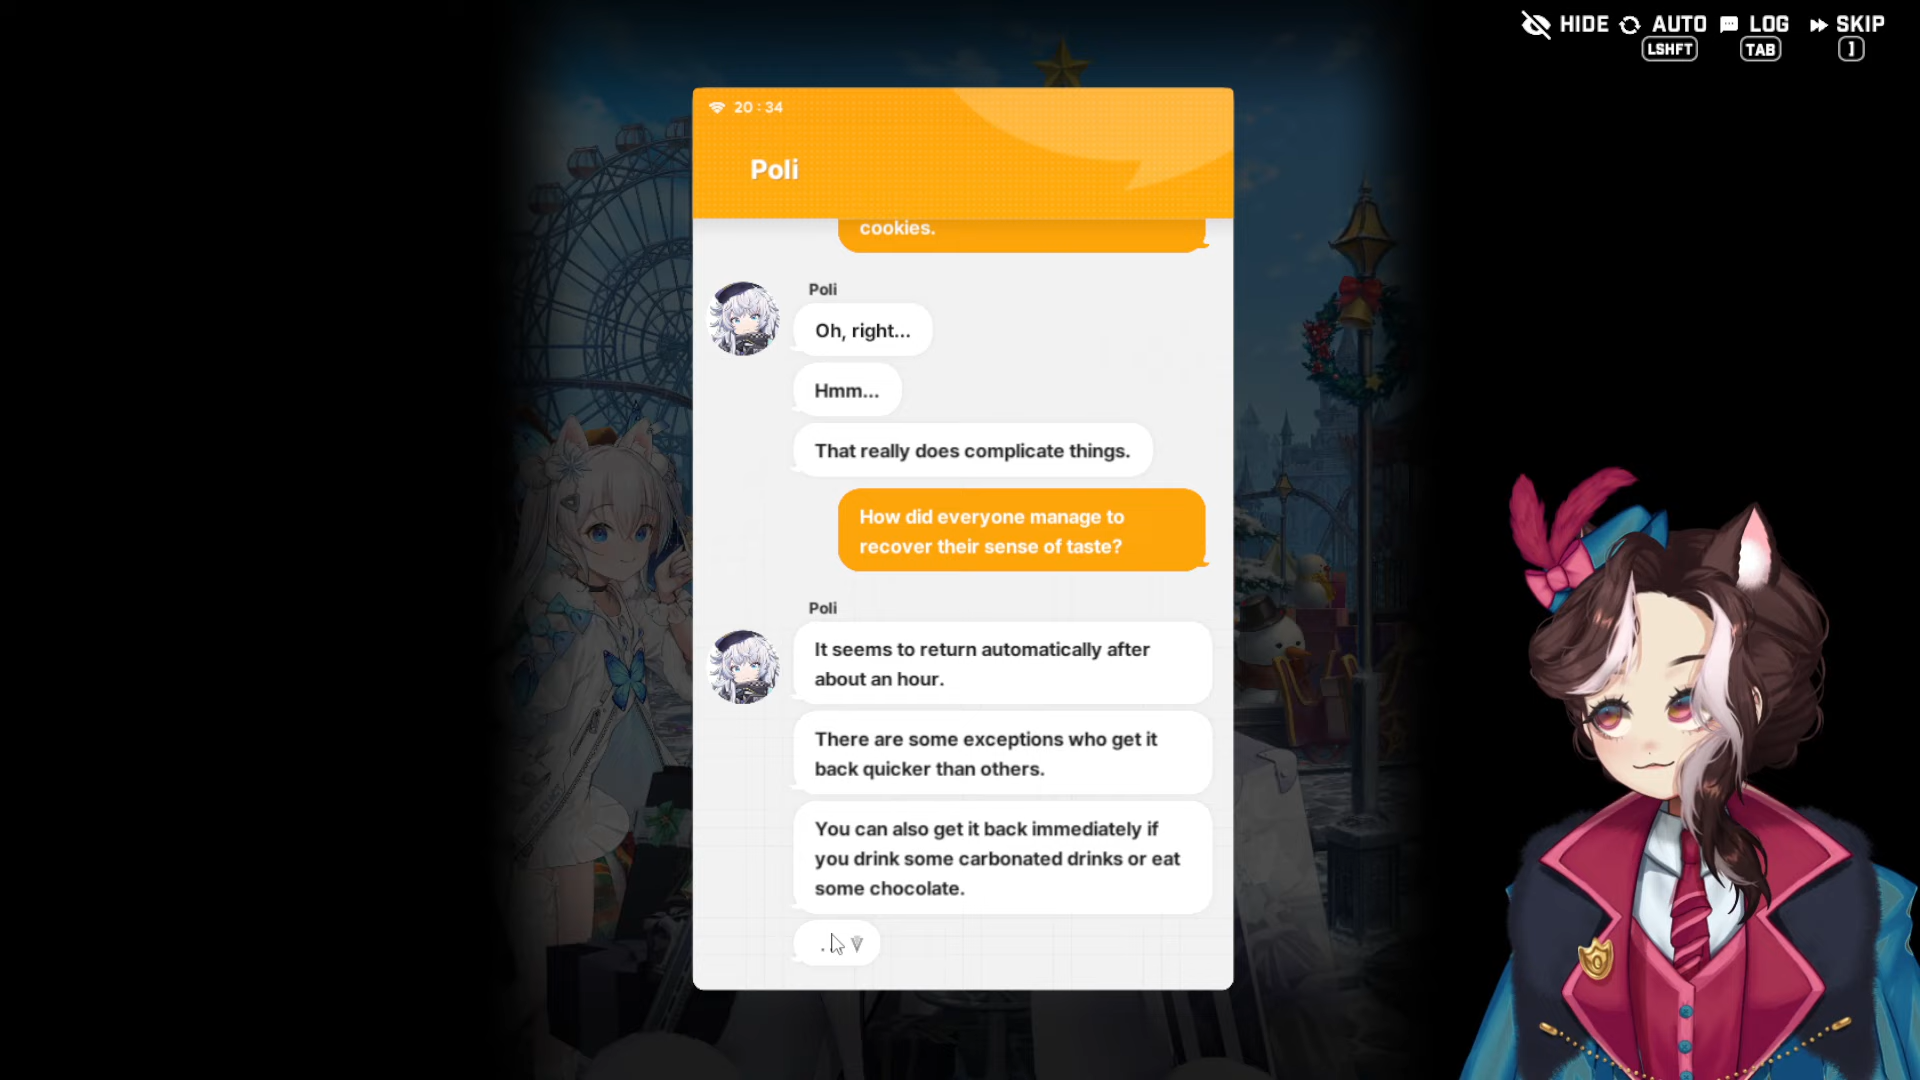 HIDE AUTO LOG SKIP
LSHFT TAB ]
20:34
Poli
cookies.
Poli
Oh, right...
Hmm...
That really does complicate things.
How did everyone manage to
recover their sense of taste?
Poli
It seems to return automatically after
about an hour.
There are some exceptions who get it
back quicker than others.
You can also get it back immediately if
you drink some carbonated drinks or eat
some chocolate.